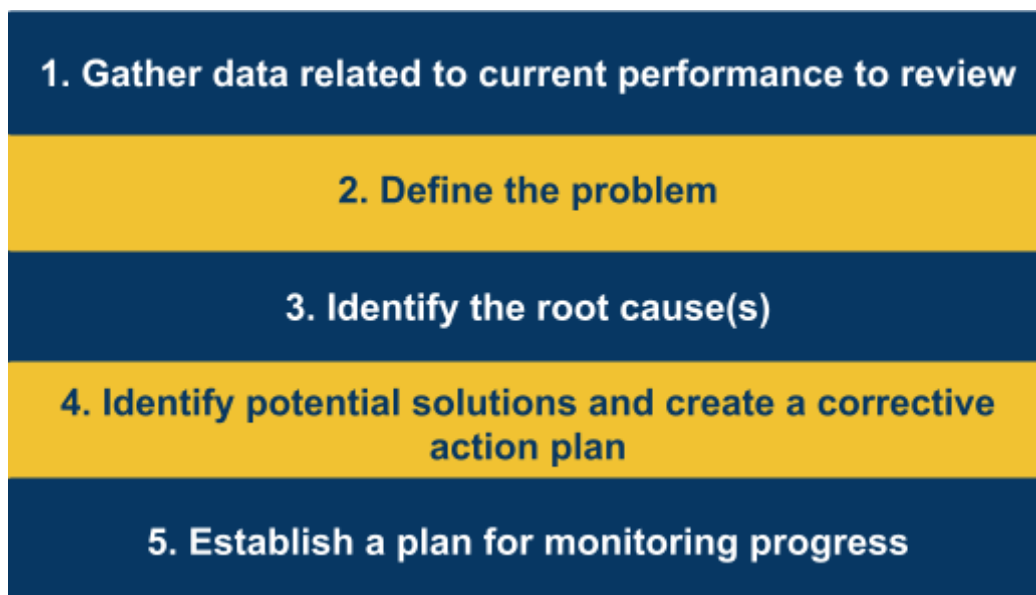 1. Gather data related to current performance to review
2. Define the problem
3. Identify the root cause(s)
4. Identify potential solutions and create a corrective
action plan
5. Establish a plan for monitoring progress